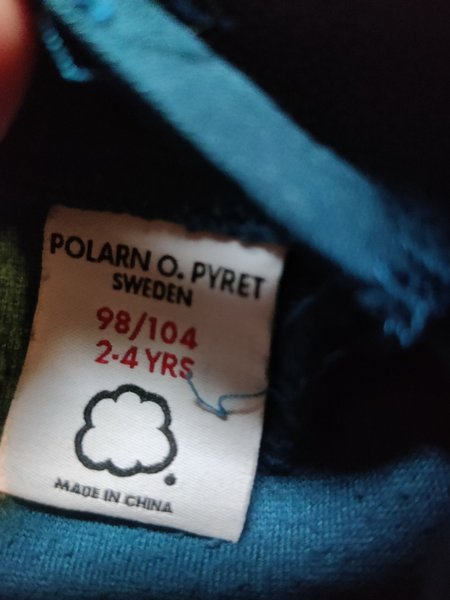 POLARN O. PYRET
SWEDEN
98/104
2-4 YRS
MADE IN CHINA